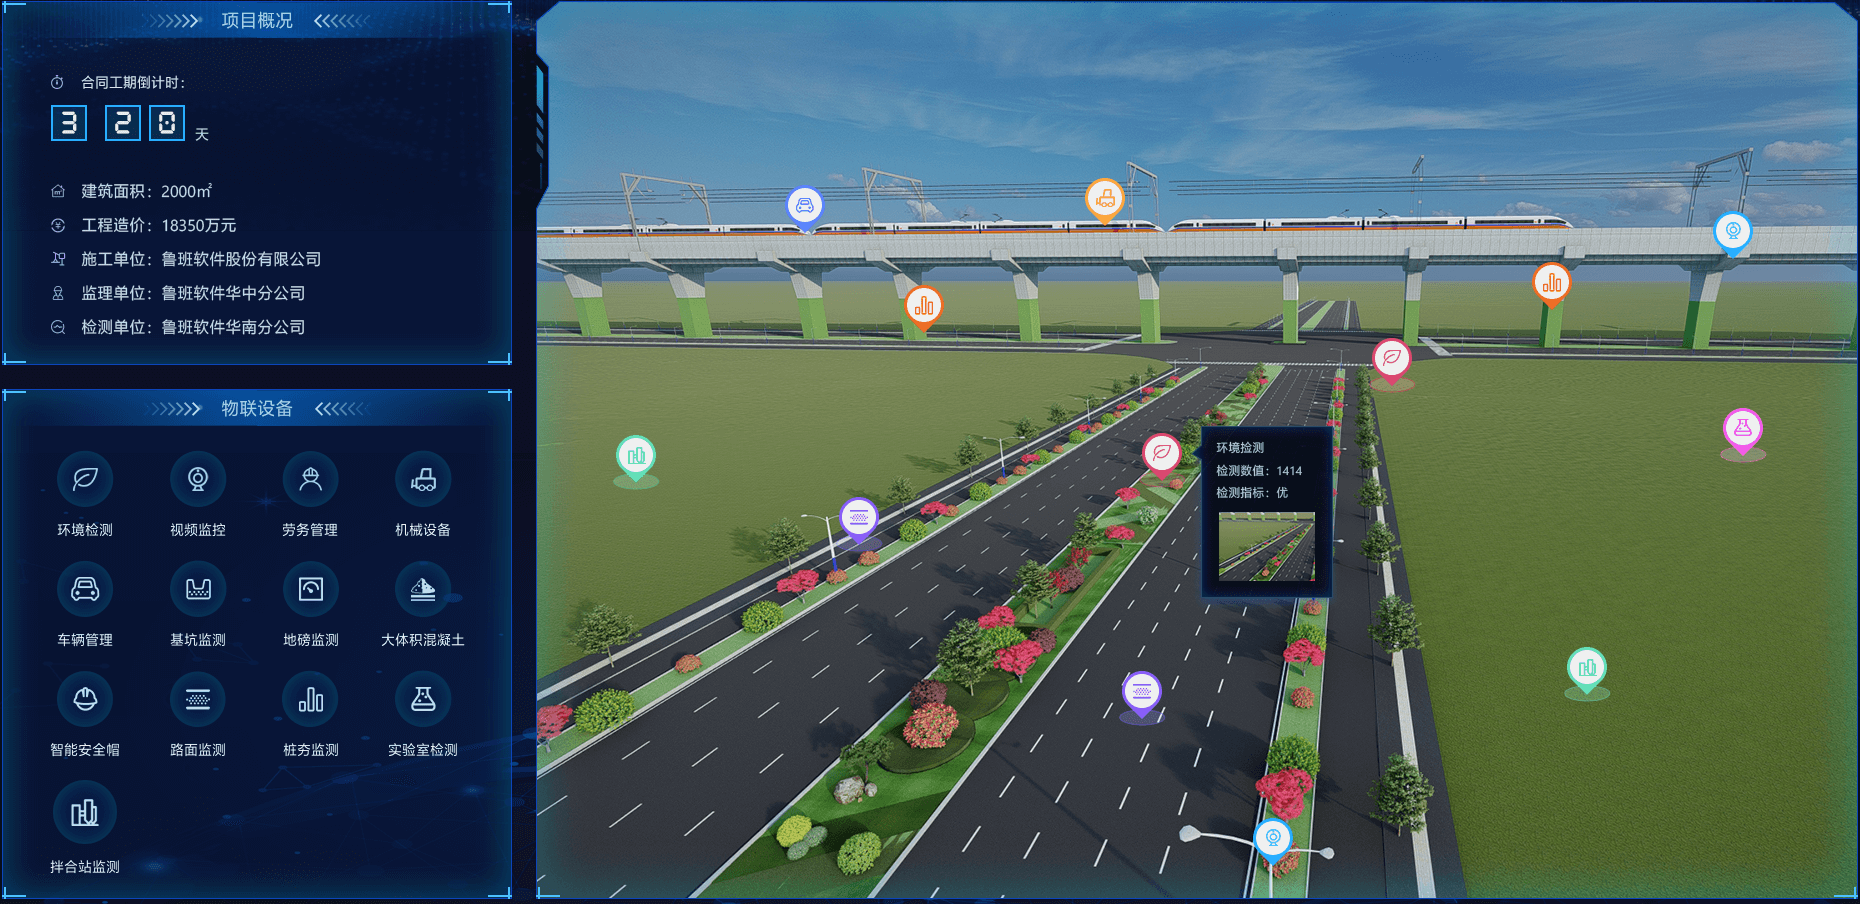 项目概况
合同工期倒计时：
3 2 0 天
建筑面积：2000㎡
工程造价：18350万元
施工单位：鲁班软件股份有限公司
监理单位：鲁班软件华中分公司
检测单位：鲁班软件华南分公司
物联设备
环境检测 视频监控 劳务管理 机械设备
车辆管理 基坑监测 地磅监测 大体积混凝土
智能安全帽 路面监测 桩夯监测 实验室检测
拌合站监测
环境检测
检测数值：1414
检测指标：优